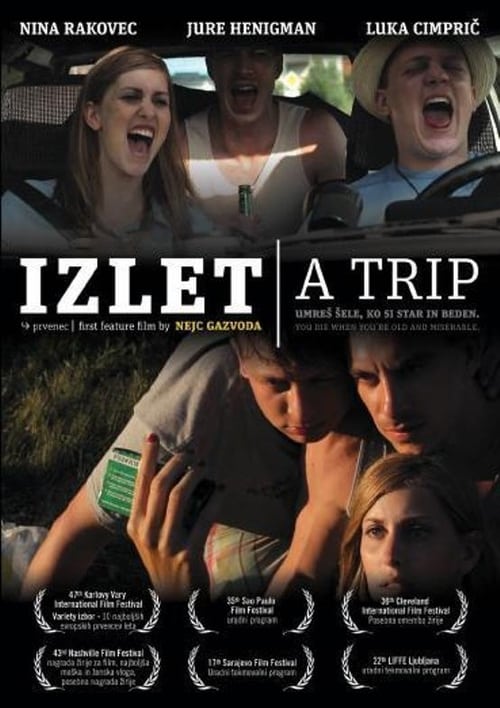 NINA RAKOVEC JURE HENIGMAN LUKA CIMPRIČ
IZLET A TRIP
UMREŠ ŠELE, KO SI STAR IN BEDEN.
YOU DIE WHEN YOU'RE OLD AND MISERABLE.
↪ prvenec | first feature film by NEJC GAZVODA
47th Karlovy Vary
International Film Festival
Variety izbor - 10 najboljših
evropskih prvencev leta
35th Sao Paulo
Film Festival
uradni program
36th Cleveland
International Film Festival
Posebna omemba žirije
43rd Nashville Film Festival
nagrada žirije za film, najboljša
moška in ženska vloga,
posebna nagrada žirije
17th Sarajevo Film Festival
Uradni tekmovalni program
22nd LIFFe Ljubljana
uradni tekmovalni program